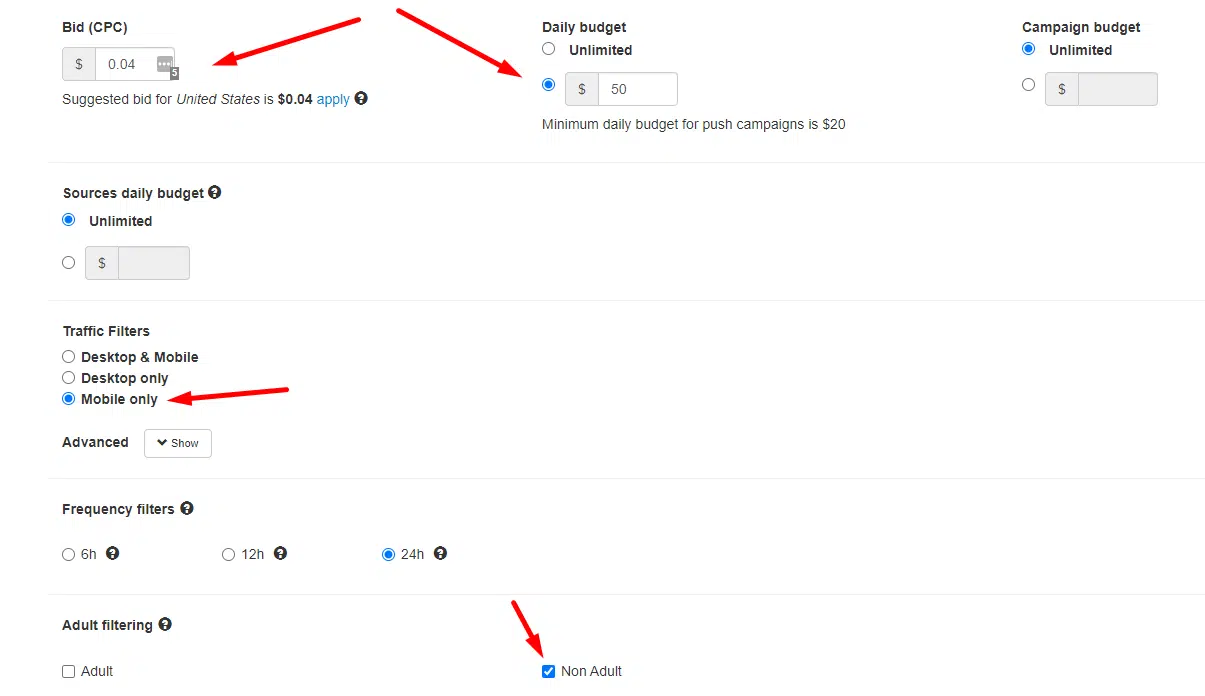 Bid (CPC)
$ 0.04 5
Suggested bid for United States is $0.04 apply ?
Daily budget
Unlimited
$ 50
Minimum daily budget for push campaigns is $20
Campaign budget
Unlimited
$
Sources daily budget ?
Unlimited
$
Traffic Filters
Desktop & Mobile
Desktop only
Mobile only
Advanced Show
Frequency filters ?
6h ? 12h ? 24h ?
Adult filtering ?
Adult Non Adult